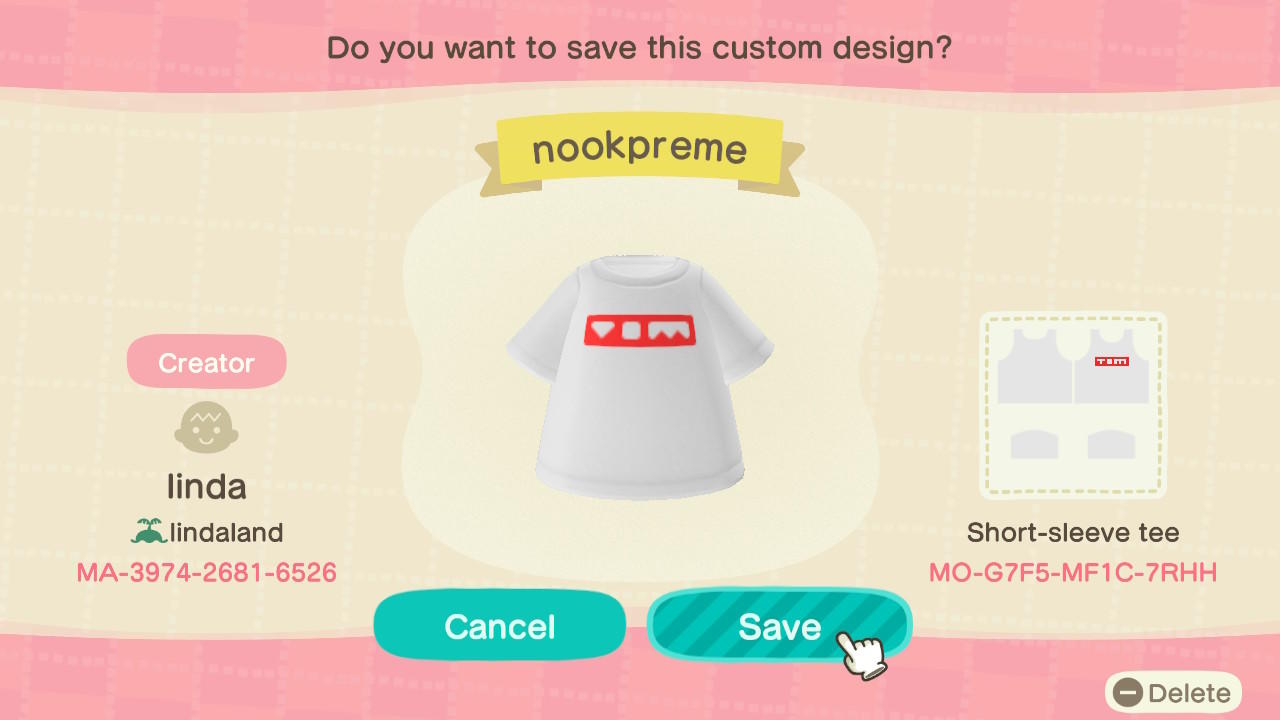 Do you want to save this custom design?
nookpreme
Creator
linda
lindaland
MA-3974-2681-6526
Short-sleeve tee
MO-G7F5-MF1C-7RHH
Cancel
Save
Delete